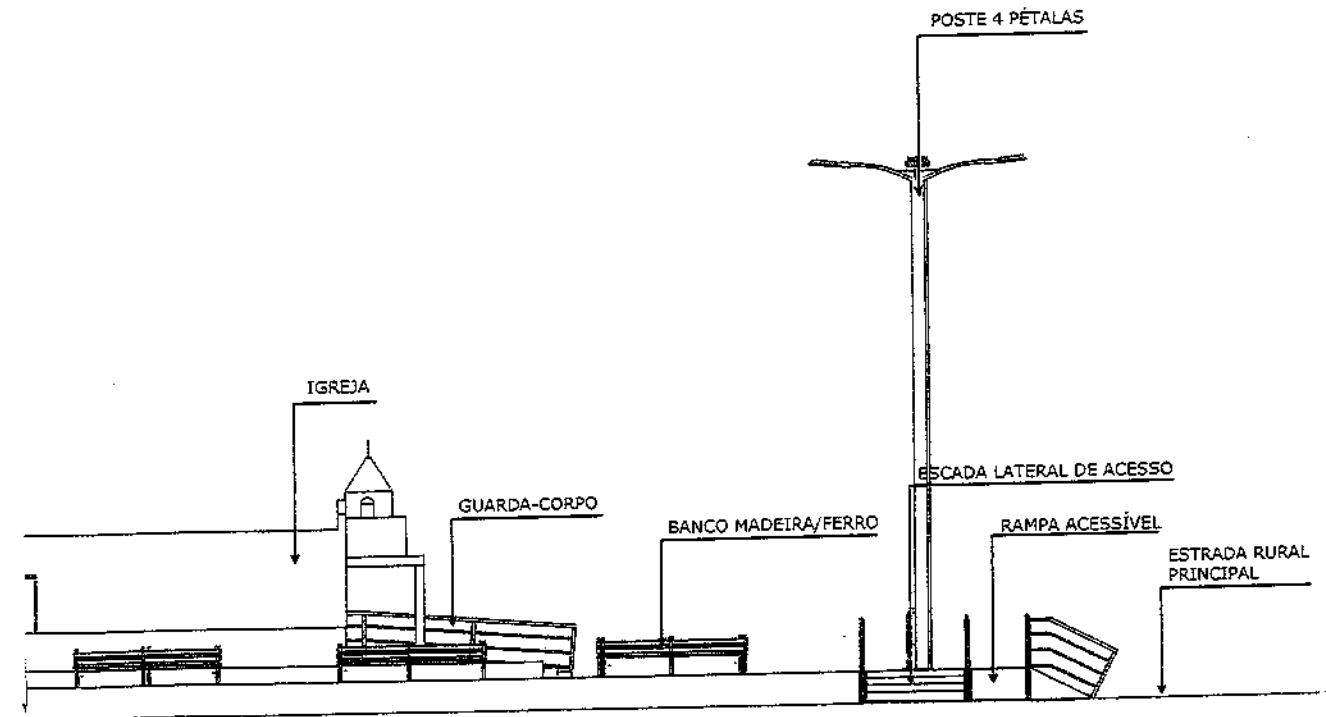 POSTE 4 PÉTALAS
IGREJA
ESCADA LATERAL DE ACESSO
GUARDA-CORPO
BANCO MADEIRA/FERRO
RAMPA ACESSÍVEL
ESTRADA RURAL
PRINCIPAL